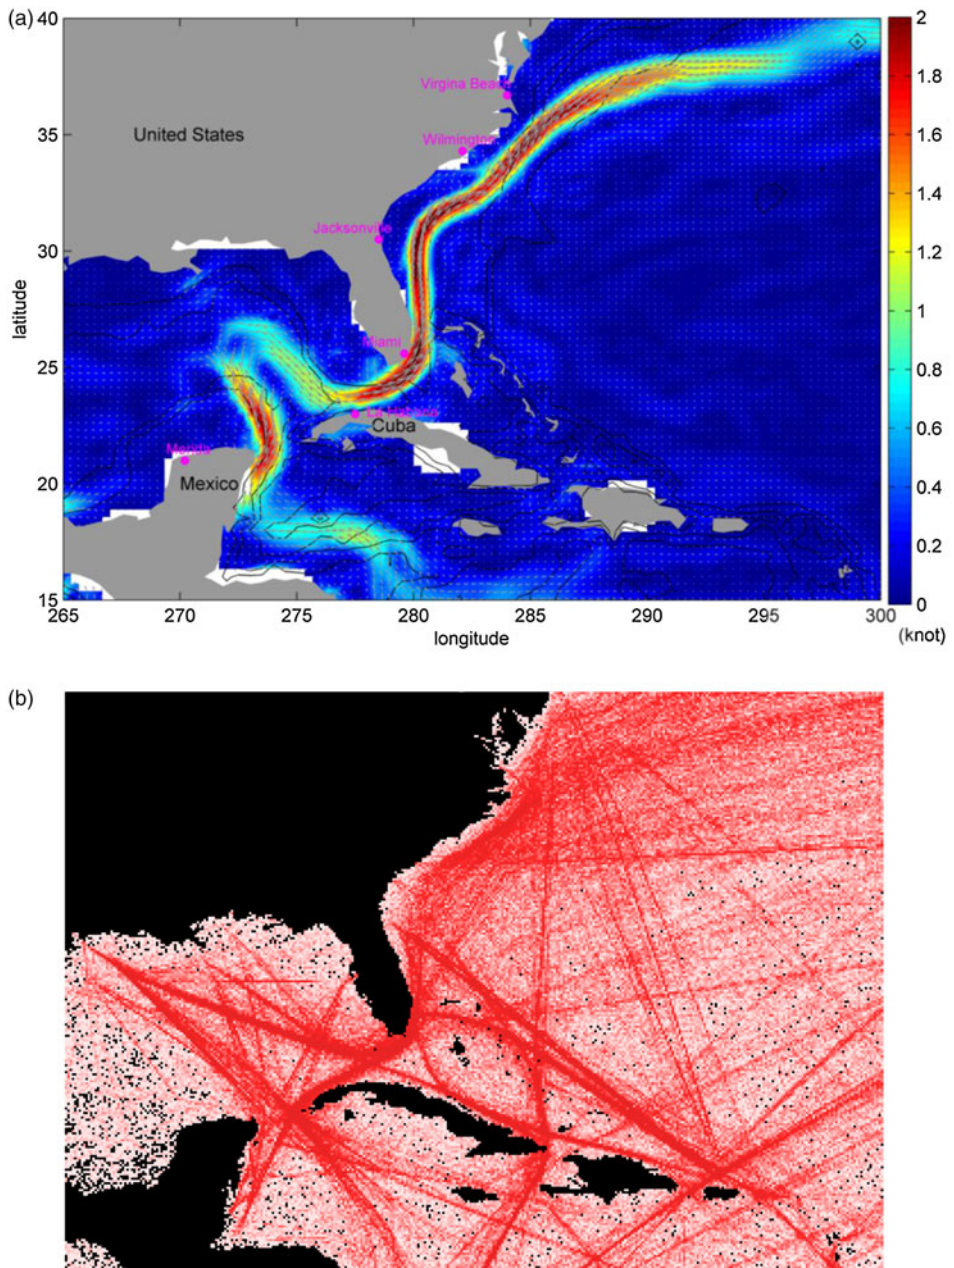 (a)
40
35
30
25
20
15
latitude
265
270
275
280
285
290
295
300
longitude
2
1.8
1.6
1.4
1.2
1
0.8
0.6
0.4
0.2
0
(knot)
United States
Virgina Beach
Wilmington
Jacksonville
Miami
La Habana
Cuba
Merida
Mexico
(b)